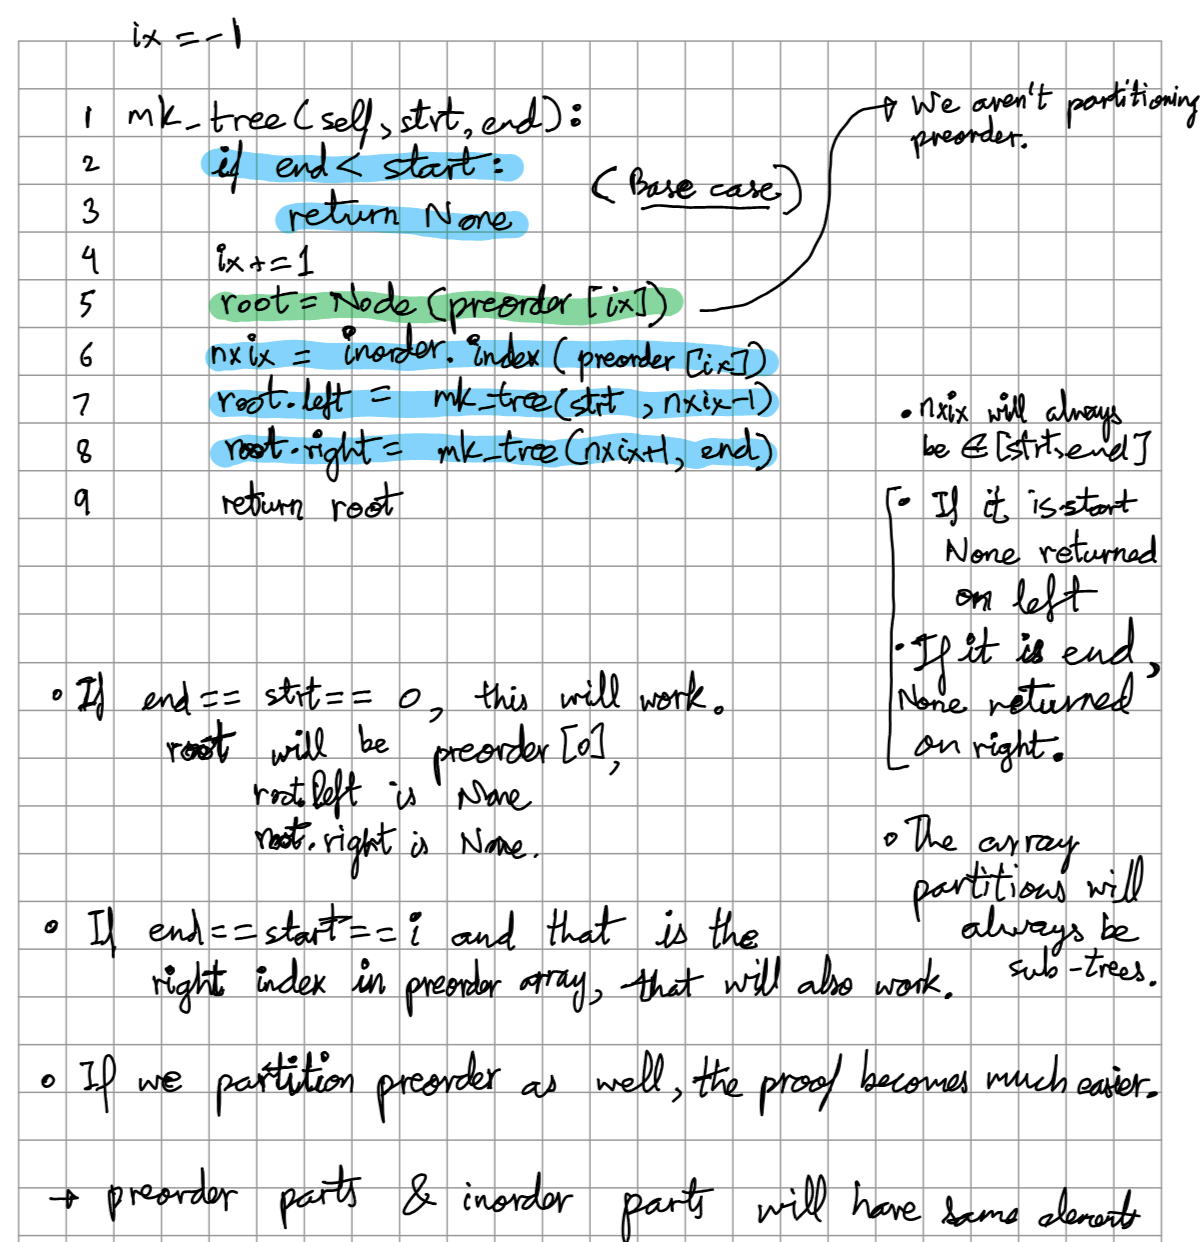 ix = -1
1 mk_tree(self, strt, end):
2 if end < start:
3 return None
(Base case)
4 ix += 1
5 root = Node (preorder [ix])
→ We aren't partitioning
preorder.
6 nxix = inorder.index (preorder [ix])
7 root.left = mk_tree(strt, nxix-1)
8 root.right = mk_tree(nxix+1, end)
9 return root
• nxix will always
be ∈ [strt, end]
• If it is start
None returned
on left
• If it is end,
None returned
on right.
• The array
partitions will
always be
sub-trees.
• If end == strt == 0, this will work.
root will be preorder [0],
root.left is None
root.right is None.
• If end == start == i and that is the
right index in preorder array, that will also work.
• If we partition preorder as well, the proof becomes much easier.
→ preorder parts & inorder parts will have same elements